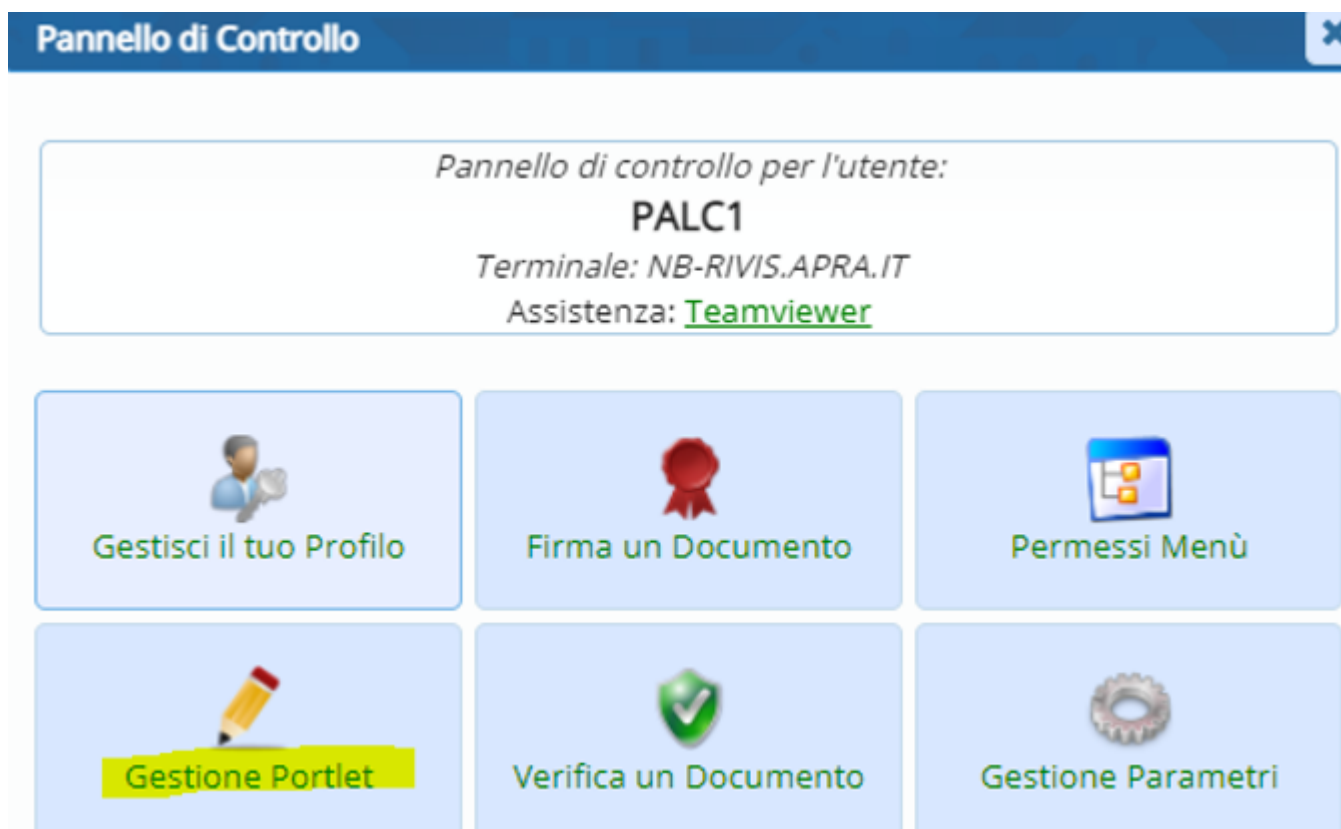 Pannello di Controllo
Pannello di controllo per l'utente:
PALC1
Terminale: NB-RIVIS.APRA.IT
Assistenza: Teamviewer
Gestisci il tuo Profilo
Firma un Documento
Permessi Menù
Gestione Portlet
Verifica un Documento
Gestione Parametri